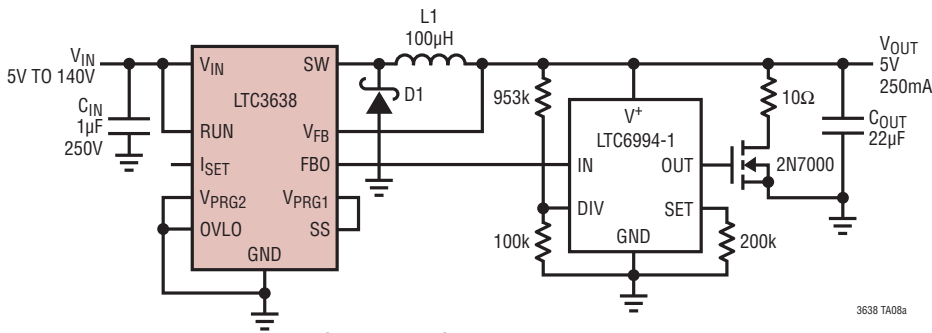 VIN
5V TO 140V
CIN
1µF
250V
VIN
RUN
ISET
VPRG2
OVLO
LTC3638
GND
SW
VFB
FBO
VPRG1
SS
L1
100µH
D1
953k
100k
V+
LTC6994-1
IN
DIV
GND
OUT
SET
200k
10Ω
2N7000
VOUT
5V
250mA
COUT
22µF
3638 TA08a